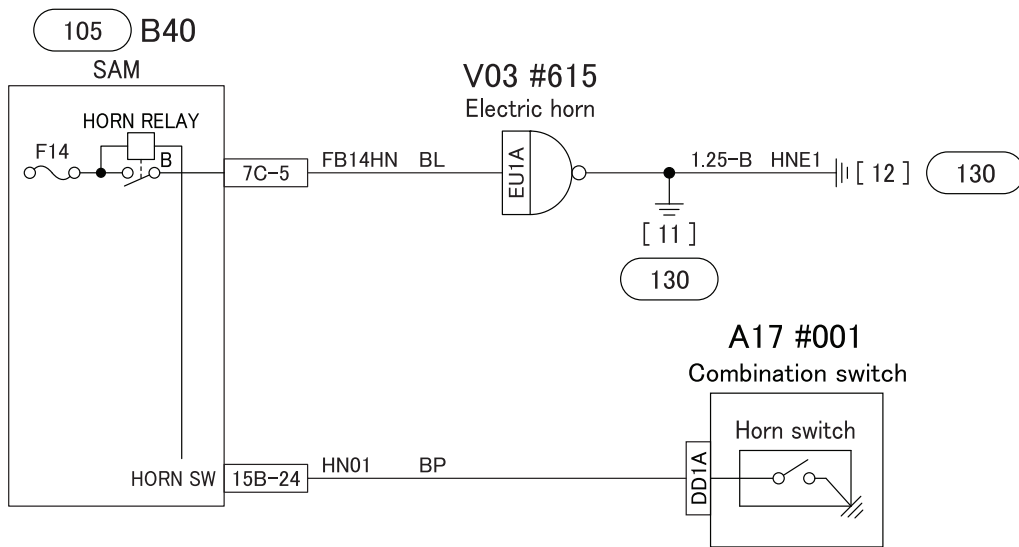 105 B40
SAM
V03 #615
Electric horn
HORN RELAY
F14
B
7C-5
FB14HN BL
EU1A
1.25-B HNE1
[ 12 ]
130
[ 11 ]
130
A17 #001
Combination switch
Horn switch
HORN SW
15B-24
HN01 BP
DD1A